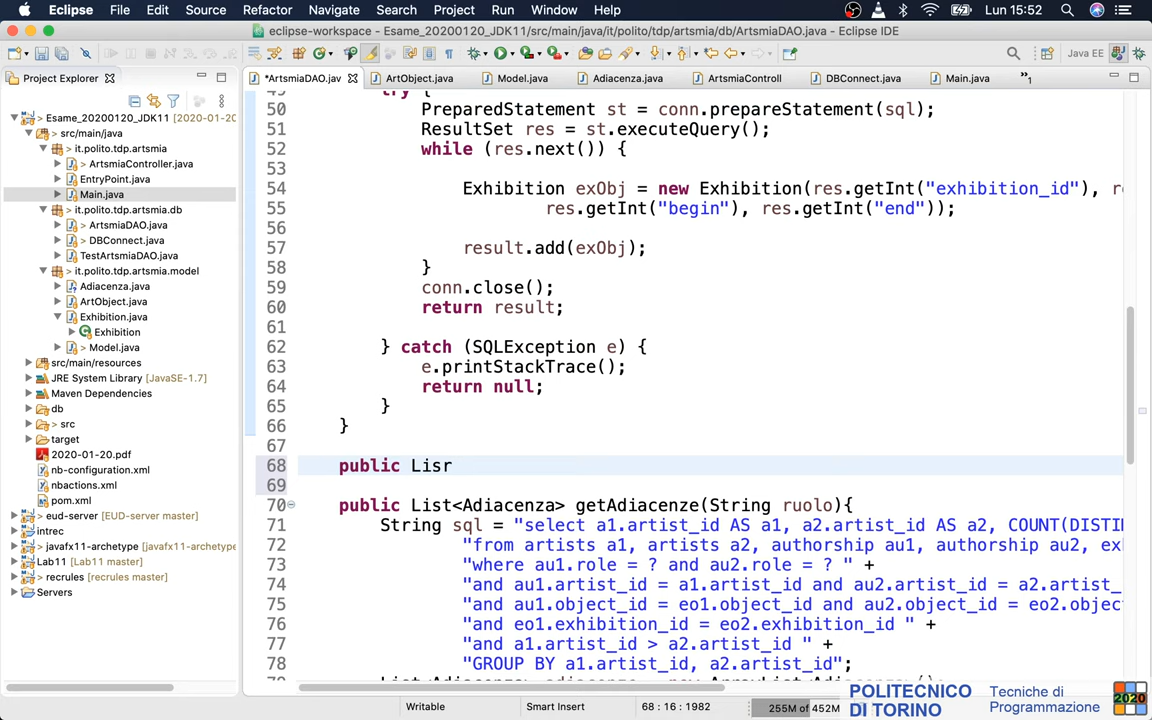 Eclipse File Edit Source Refactor Navigate Search Project Run Window Help Lun 15:52
eclipse-workspace - Esame_20200120_JDK11/src/main/java/it/polito/tdp/artsmia/db/ArtsmiaDAO.java - Eclipse IDE
Java EE
Project Explorer
*ArtsmiaDAO.jav ArtObject.java Model.java Adiacenza.java ArtsmiaControll DBConnect.java Main.java »1
Esame_20200120_JDK11 [2020-01-20
src/main/java
it.polito.tdp.artsmia
> ArtsmiaController.java
EntryPoint.java
Main.java
> it.polito.tdp.artsmia.db
> ArtsmiaDAO.java
> DBConnect.java
TestArtsmiaDAO.java
> it.polito.tdp.artsmia.model
Adiacenza.java
ArtObject.java
Exhibition.java
Exhibition
> Model.java
src/main/resources
JRE System Library [JavaSE-1.7]
Maven Dependencies
db
> src
target
2020-01-20.pdf
nb-configuration.xml
nbactions.xml
pom.xml
> eud-server [EUD-server master]
intrec
> javafx11-archetype [javafx11-archetype
Lab11 [Lab11 master]
> recrules [recrules master]
Servers
try {
50 PreparedStatement st = conn.prepareStatement(sql);
51 ResultSet res = st.executeQuery();
52 while (res.next()) {
53
54 Exhibition exObj = new Exhibition(res.getInt("exhibition_id"), r
55 res.getInt("begin"), res.getInt("end"));
56
57 result.add(exObj);
58 }
59 conn.close();
60 return result;
61
62 } catch (SQLException e) {
63 e.printStackTrace();
64 return null;
65 }
66 }
67
68 public Lisr
69
70 public List<Adiacenza> getAdiacenze(String ruolo){
71 String sql = "select a1.artist_id AS a1, a2.artist_id AS a2, COUNT(DISTI
72 "from artists a1, artists a2, authorship au1, authorship au2, ex
73 "where au1.role = ? and au2.role = ? " +
74 "and au1.artist_id = a1.artist_id and au2.artist_id = a2.artist_
75 "and au1.object_id = eo1.object_id and au2.object_id = eo2.objec
76 "and eo1.exhibition_id = eo2.exhibition_id " +
77 "and a1.artist_id > a2.artist_id " +
78 "GROUP BY a1.artist_id, a2.artist_id";
Writable Smart Insert 68 : 16 : 1982 255M of 452M
POLITECNICO
DI TORINO
Tecniche di
Programmazione
2020